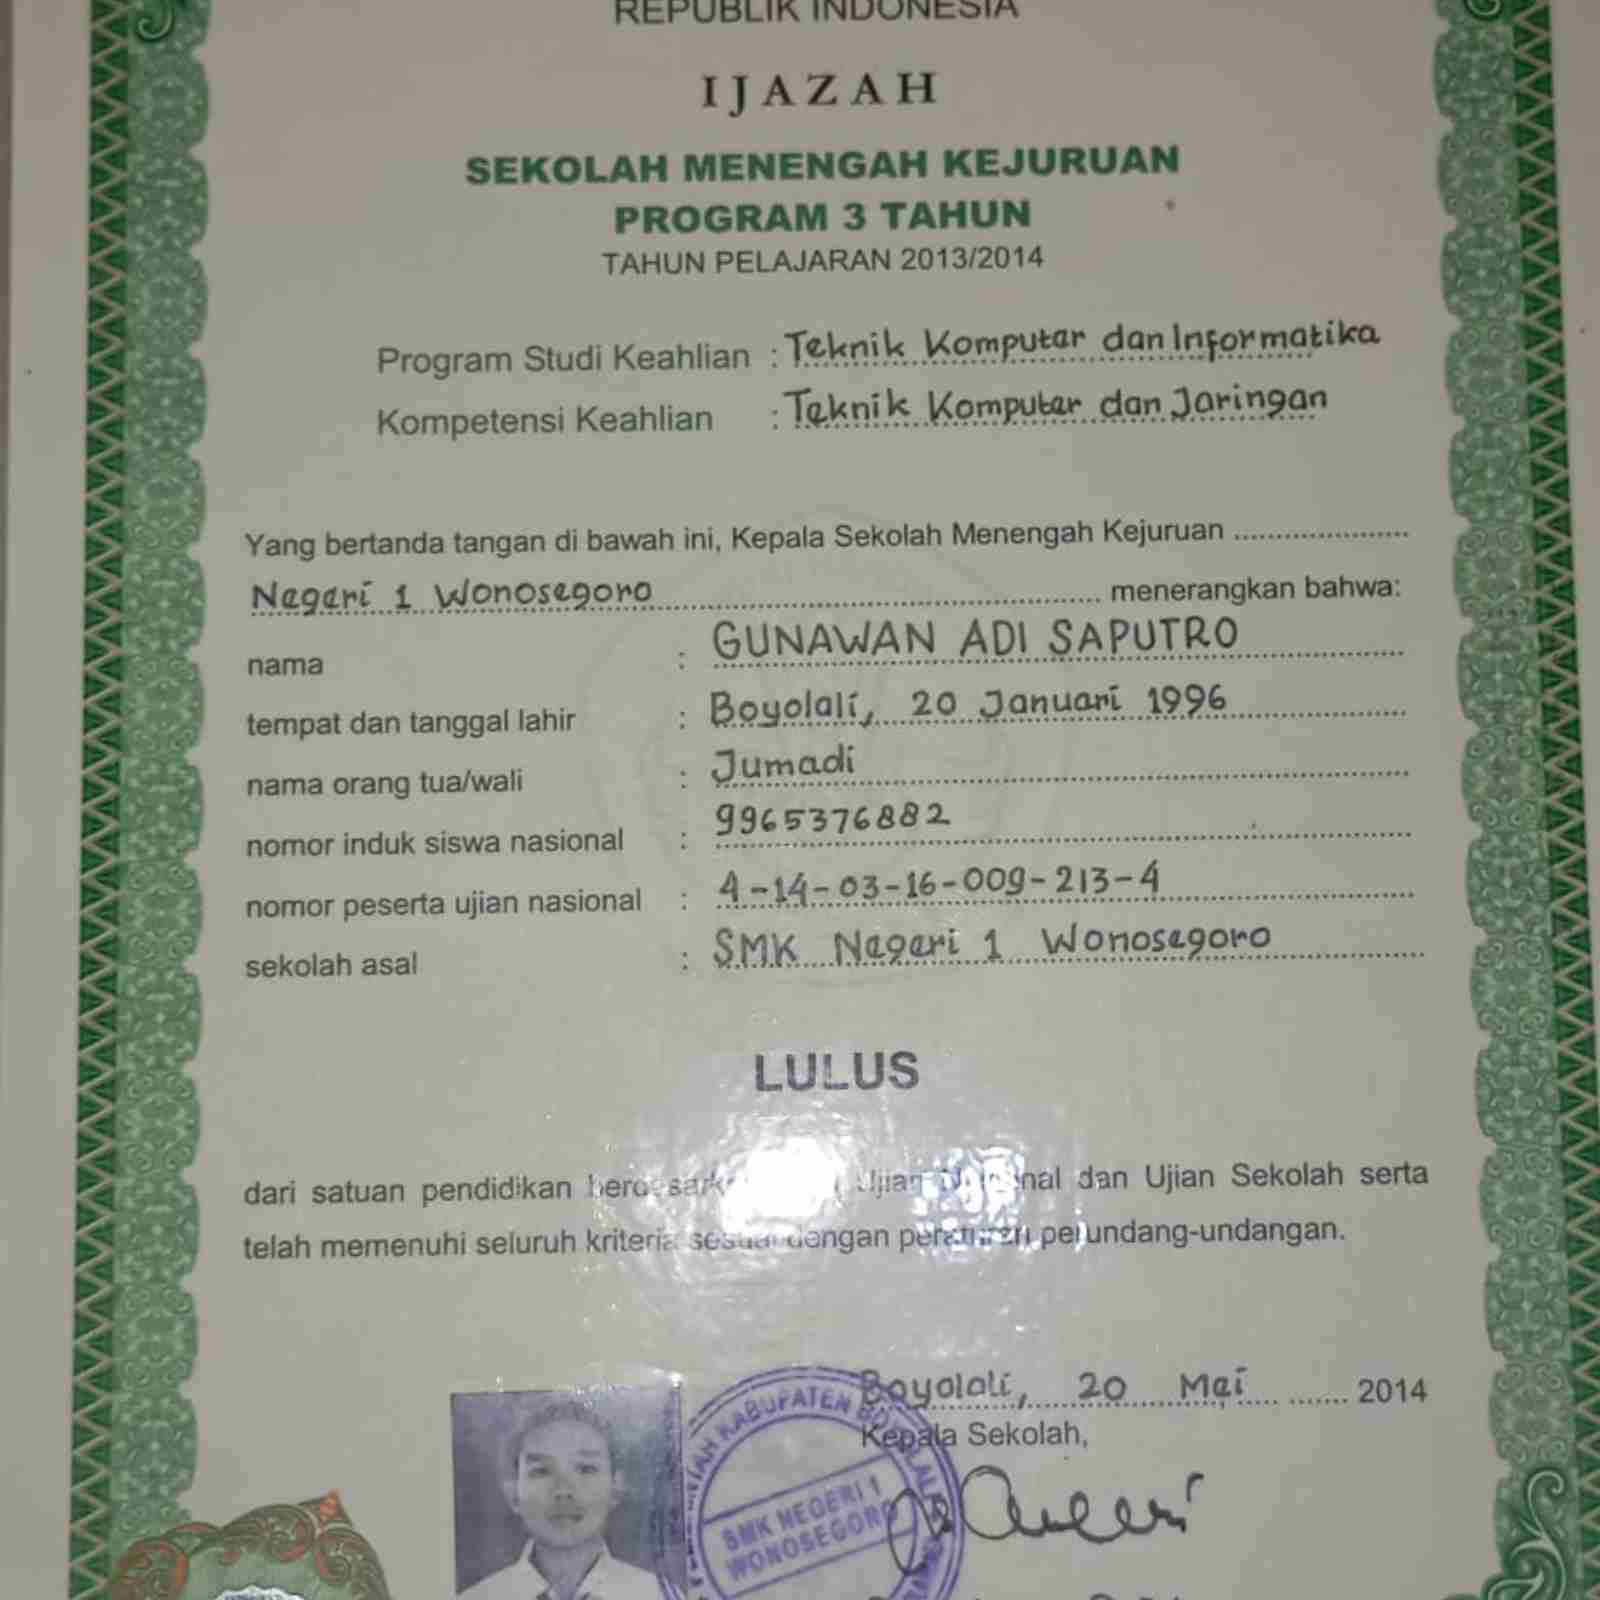 REPUBLIK INDONESIA
IJAZAH
SEKOLAH MENENGAH KEJURUAN
PROGRAM 3 TAHUN
TAHUN PELAJARAN 2013/2014
Program Studi Keahlian : Teknik Komputer dan Informatika
Kompetensi Keahlian : Teknik Komputer dan Jaringan
Yang bertanda tangan di bawah ini, Kepala Sekolah Menengah Kejuruan
Negeri 1 Wonosegoro menerangkan bahwa:
nama : GUNAWAN ADI SAPUTRO
tempat dan tanggal lahir : Boyolali, 20 Januari 1996
nama orang tua/wali : Jumadi
nomor induk siswa nasional : 9965376882
nomor peserta ujian nasional : 4-14-03-16-009-213-4
sekolah asal : SMK Negeri 1 Wonosegoro
LULUS
dari satuan pendidikan Ujian dan Ujian Sekolah serta
telah memenuhi seluruh kriteria sesuai dengan peraturan perundang-undangan.
Boyolali, 20 Mei 2014
Kepala Sekolah,
KABUPATEN BOYOLALI
SMK NEGERI 1
WONOSEGORO